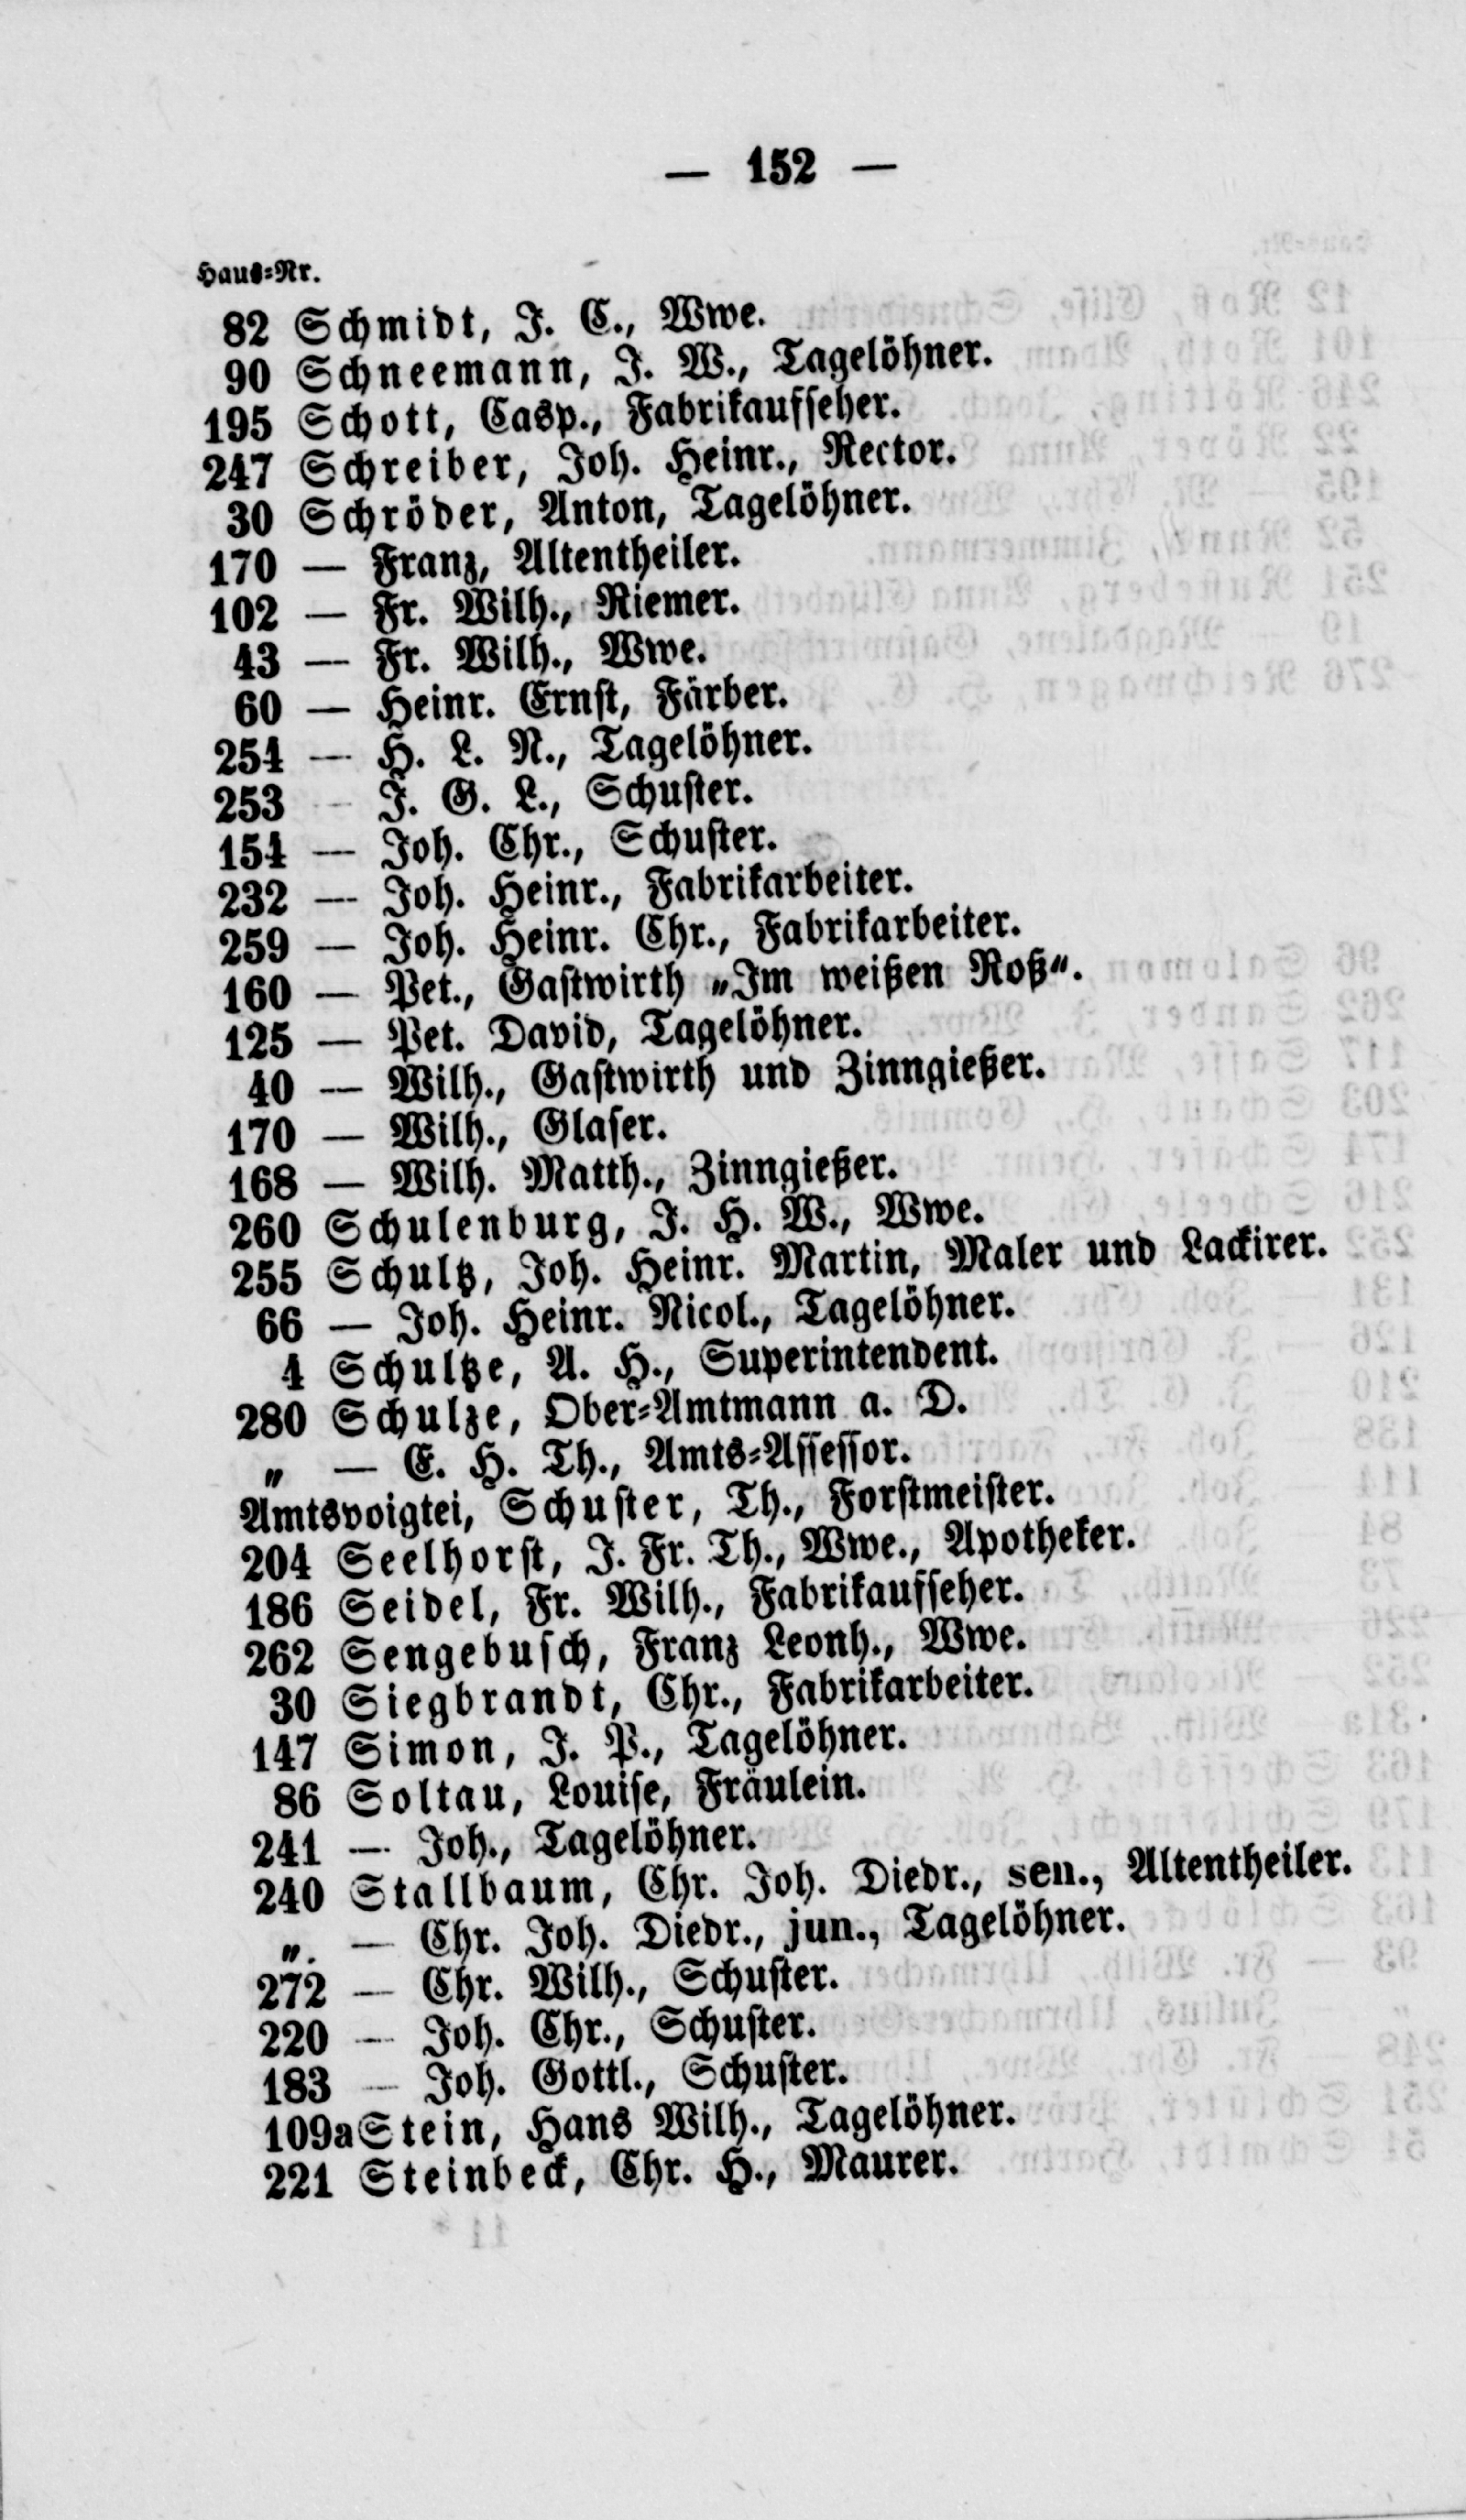 — 152 —
Haus-Nr.
82 Schmidt, J. C., Wwe.
90 Schneemann, J. W., Tagelöhner.
195 Schott, Casp., Fabrikaufseher.
247 Schreiber, Joh. Heinr., Rector.
30 Schröder, Anton, Tagelöhner.
170 — Franz, Altentheiler.
102 — Fr. Wilh., Riemer.
43 — Fr. Wilh., Wwe.
60 — Heinr. Ernst, Färber.
254 — H. L. N., Tagelöhner.
253 — J. G. L., Schuster.
154 — Joh. Chr., Schuster.
232 — Joh. Heinr., Fabrikarbeiter.
259 — Joh. Heinr. Chr., Fabrikarbeiter.
160 — Pet., Gastwirth „Im weißen Roß“.
125 — Pet. David, Tagelöhner.
40 — Wilh., Gastwirth und Zinngießer.
170 — Wilh., Glaser.
168 — Wilh. Matth., Zinngießer.
260 Schulenburg, J. H. W., Wwe.
255 Schultz, Joh. Heinr. Martin, Maler und Lackirer.
66 — Joh. Heinr. Nicol., Tagelöhner.
4 Schultze, A. H., Superintendent.
280 Schulze, Ober-Amtmann a. D.
„ — E. H. Th., Amts-Assessor.
Amtsvoigtei, Schuster, Th., Forstmeister.
204 Seelhorst, J. Fr. Th., Wwe., Apotheker.
186 Seidel, Fr. Wilh., Fabrikaufseher.
262 Sengebusch, Franz Leonh., Wwe.
30 Siegbrandt, Chr., Fabrikarbeiter.
147 Simon, J. P., Tagelöhner.
86 Soltau, Louise, Fräulein.
241 — Joh., Tagelöhner.
240 Stallbaum, Chr. Joh. Diedr., sen., Altentheiler.
„. — Chr. Joh. Diedr., jun., Tagelöhner.
272 — Chr. Wilh., Schuster.
220 — Joh. Chr., Schuster.
183 — Joh. Gottl., Schuster.
109a Stein, Hans Wilh., Tagelöhner.
221 Steinbeck, Chr. H., Maurer.